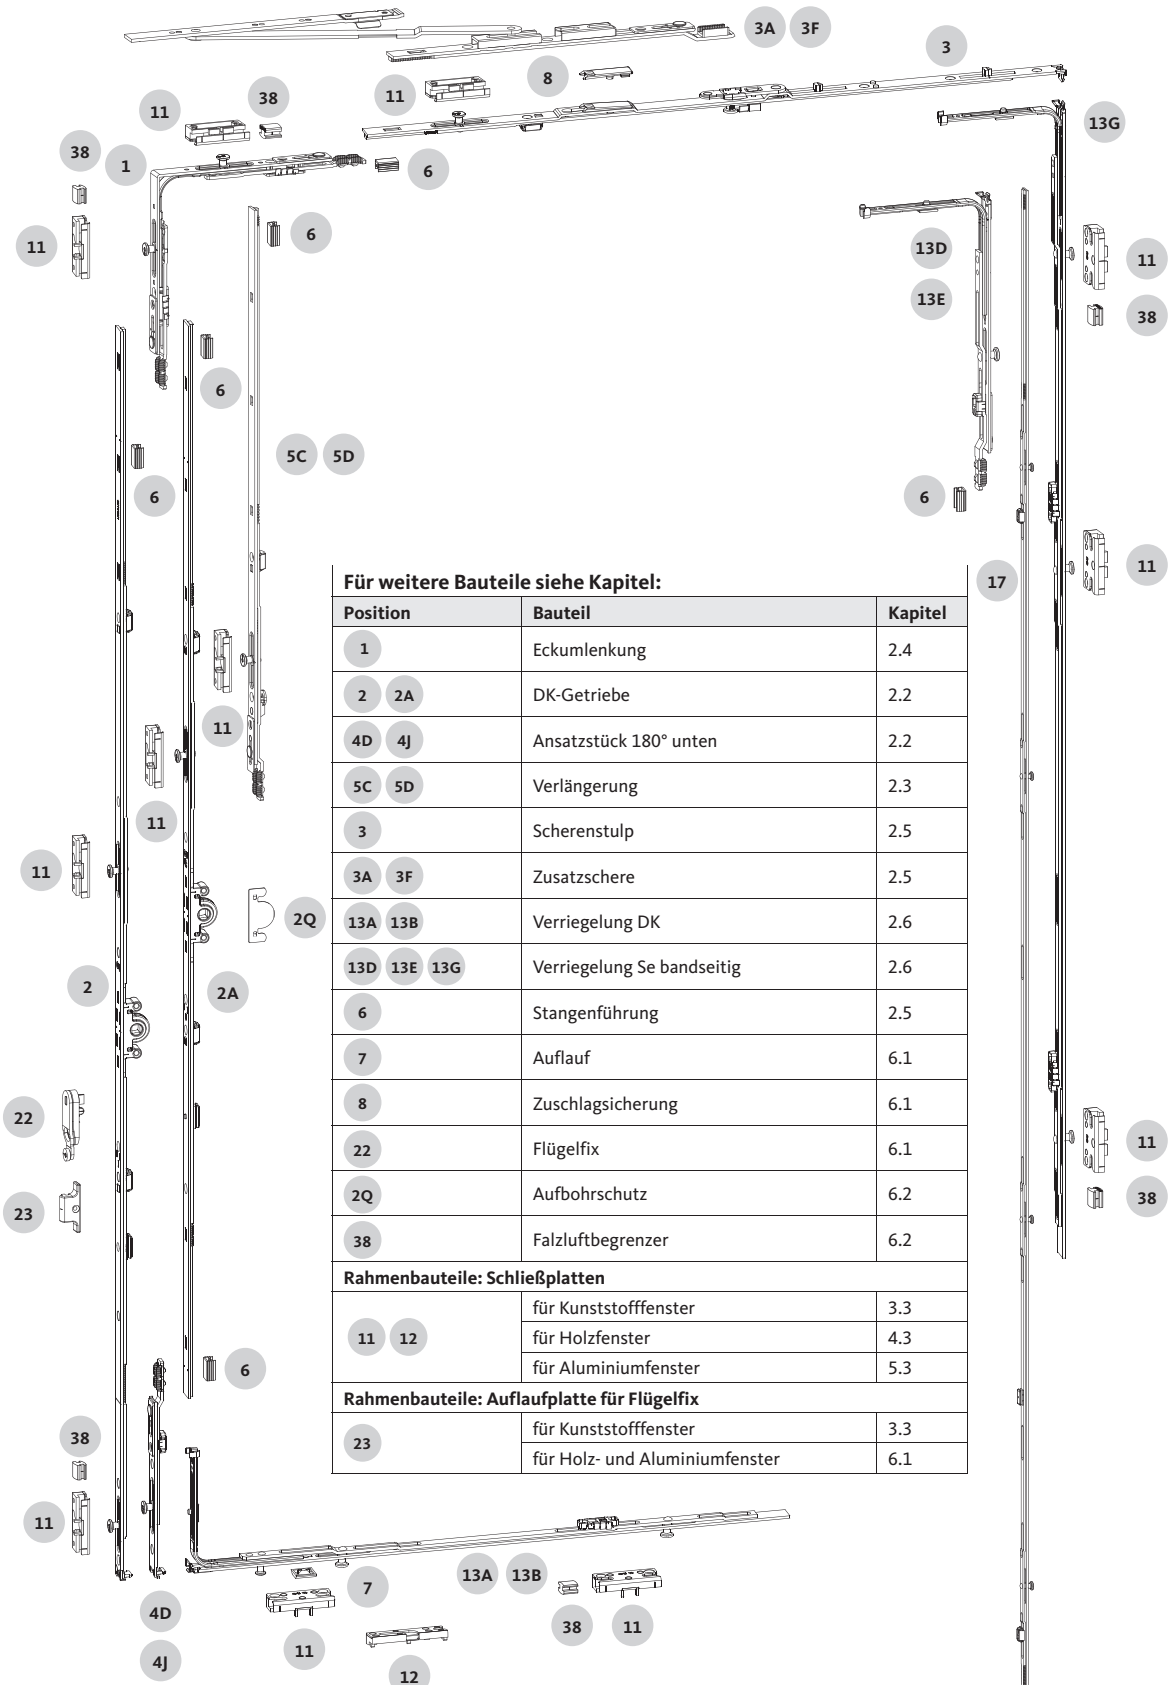 3A 3F
3
8
11
38
11
13G
38
1
6
11
6
13D
11
13E
38
6
5C 5D
6
6
11
17
Für weitere Bauteile siehe Kapitel:
Position Bauteil Kapitel
1 Eckumlenkung 2.4
2 2A DK-Getriebe 2.2
4D 4J Ansatzstück 180° unten 2.2
5C 5D Verlängerung 2.3
3 Scherenstulp 2.5
3A 3F Zusatzschere 2.5
13A 13B Verriegelung DK 2.6
13D 13E 13G Verriegelung Se bandseitig 2.6
6 Stangenführung 2.5
7 Auflauf 6.1
8 Zuschlagsicherung 6.1
22 Flügelfix 6.1
2Q Aufbohrschutz 6.2
38 Falzluftbegrenzer 6.2
Rahmenbauteile: Schließplatten
11 12
für Kunststofffenster 3.3
für Holzfenster 4.3
für Aluminiumfenster 5.3
Rahmenbauteile: Auflaufplatte für Flügelfix
23
für Kunststofffenster 3.3
für Holz- und Aluminiumfenster 6.1
11
11
11
2Q
2
2A
22
11
38
23
6
38
11
7
13A 13B
4D
38
11
11
4J
12